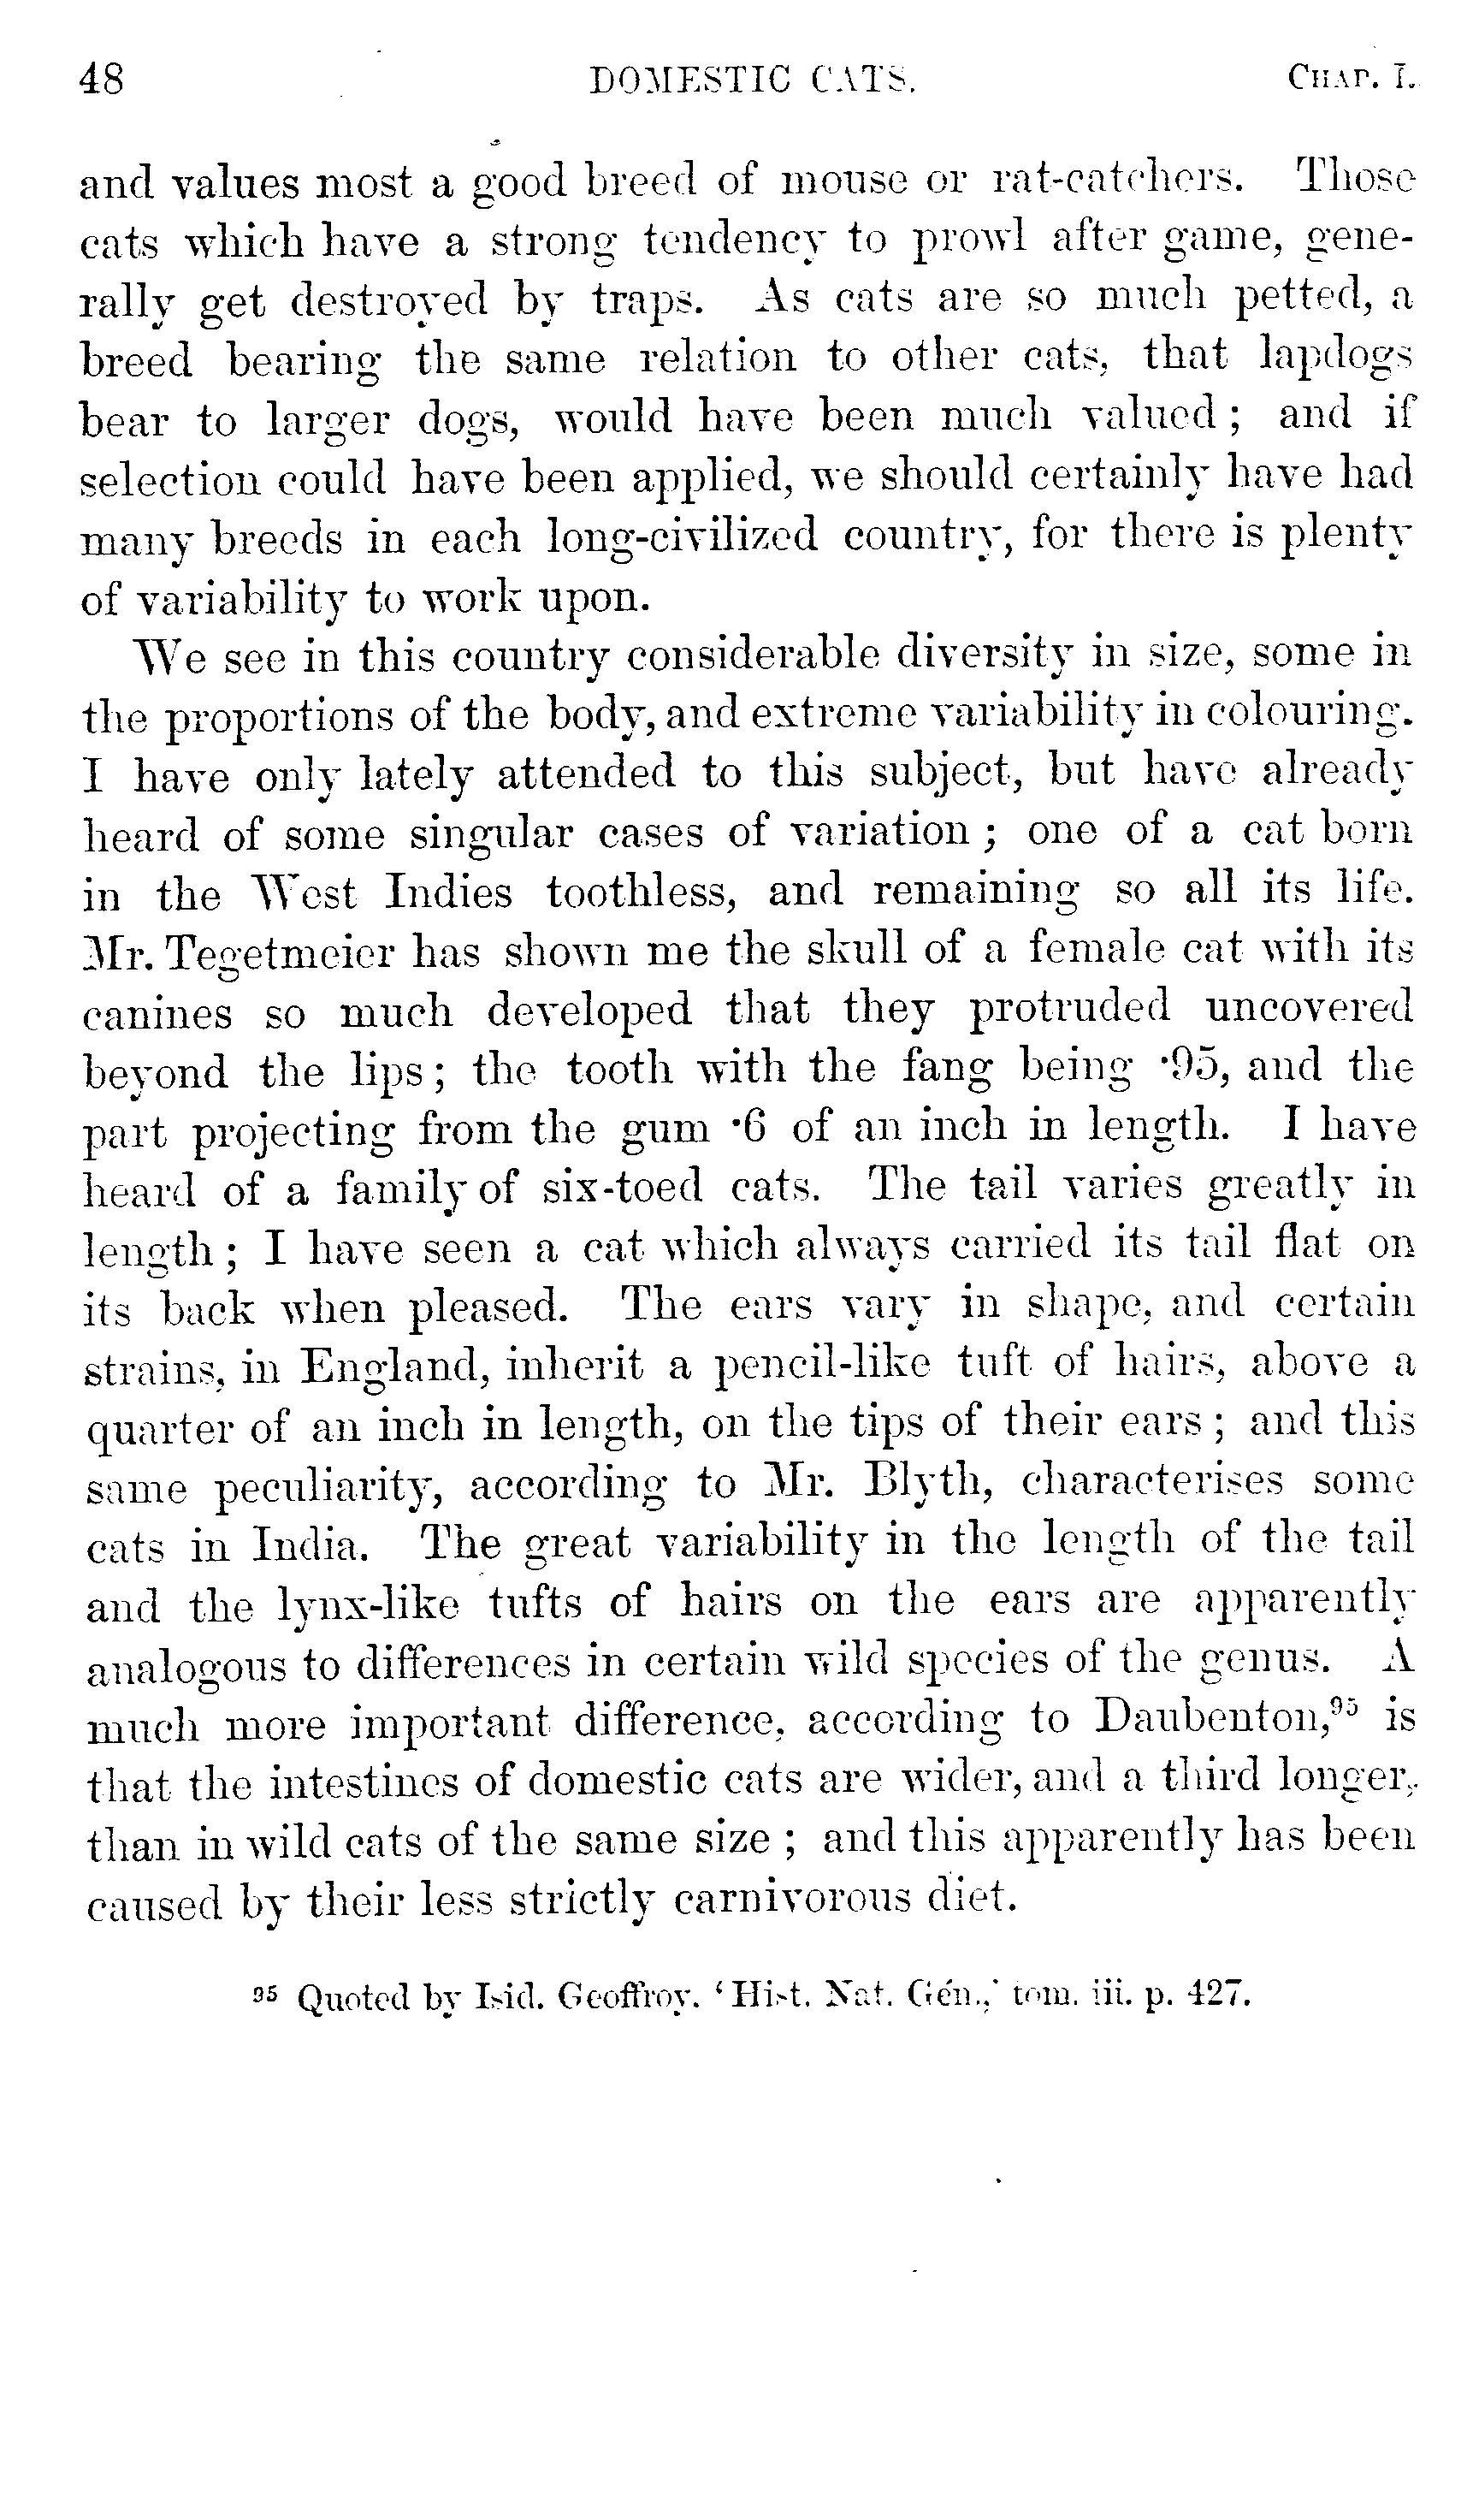 48 DOMESTIC CATS. CHAP. I.
and values most a good breed of mouse or rat-catchers. Those
cats which have a strong tendency to prowl after game, gene-
rally get destroyed by traps. As cats are so much petted, a
breed bearing the same relation to other cats, that lapdogs
bear to larger dogs, would have been much valued; and if
selection could have been applied, we should certainly have had
many breeds in each long-civilized country, for there is plenty
of variability to work upon.
We see in this country considerable diversity in size, some in
the proportions of the body, and extreme variability in colouring.
I have only lately attended to this subject, but have already
heard of some singular cases of variation; one of a cat born
in the West Indies toothless, and remaining so all its life.
Mr. Tegetmeier has shown me the skull of a female cat with its
canines so much developed that they protruded uncovered
beyond the lips; the tooth with the fang being ·95, and the
part projecting from the gum ·6 of an inch in length. I have
heard of a family of six-toed cats. The tail varies greatly in
length; I have seen a cat which always carried its tail flat on
its back when pleased. The ears vary in shape, and certain
strains, in England, inherit a pencil-like tuft of hairs, above a
quarter of an inch in length, on the tips of their ears; and this
same peculiarity, according to Mr. Blyth, characterises some
cats in India. The great variability in the length of the tail
and the lynx-like tufts of hairs on the ears are apparently
analogous to differences in certain wild species of the genus. A
much more important difference, according to Daubenton,⁹⁵ is
that the intestines of domestic cats are wider, and a third longer,
than in wild cats of the same size; and this apparently has been
caused by their less strictly carnivorous diet.
⁹⁵ Quoted by Isid. Geoffroy. 'Hist. Nat. Gén.,' tom. iii. p. 427.